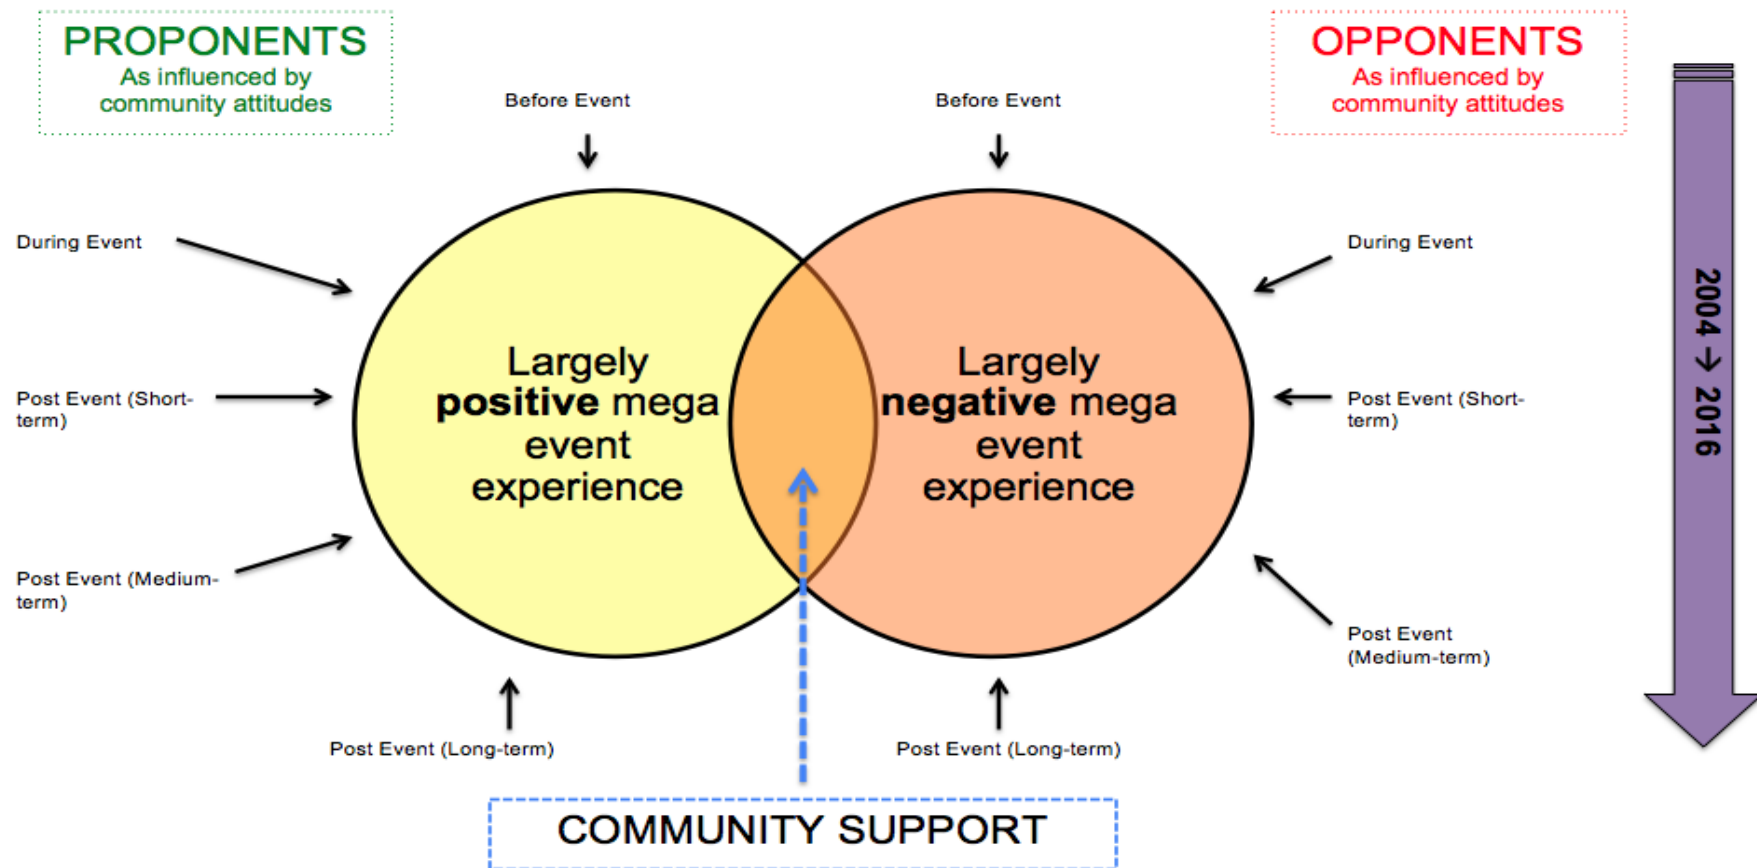 PROPONENTS
As influenced by
community attitudes
OPPONENTS
As influenced by
community attitudes
Before Event
Before Event
During Event
During Event
Largely
positive mega
event
experience
Largely
negative mega
event
experience
Post Event (Short-
term)
Post Event (Short-
term)
Post Event (Medium-
term)
Post Event
(Medium-term)
Post Event (Long-term)
Post Event (Long-term)
2004 → 2016
COMMUNITY SUPPORT